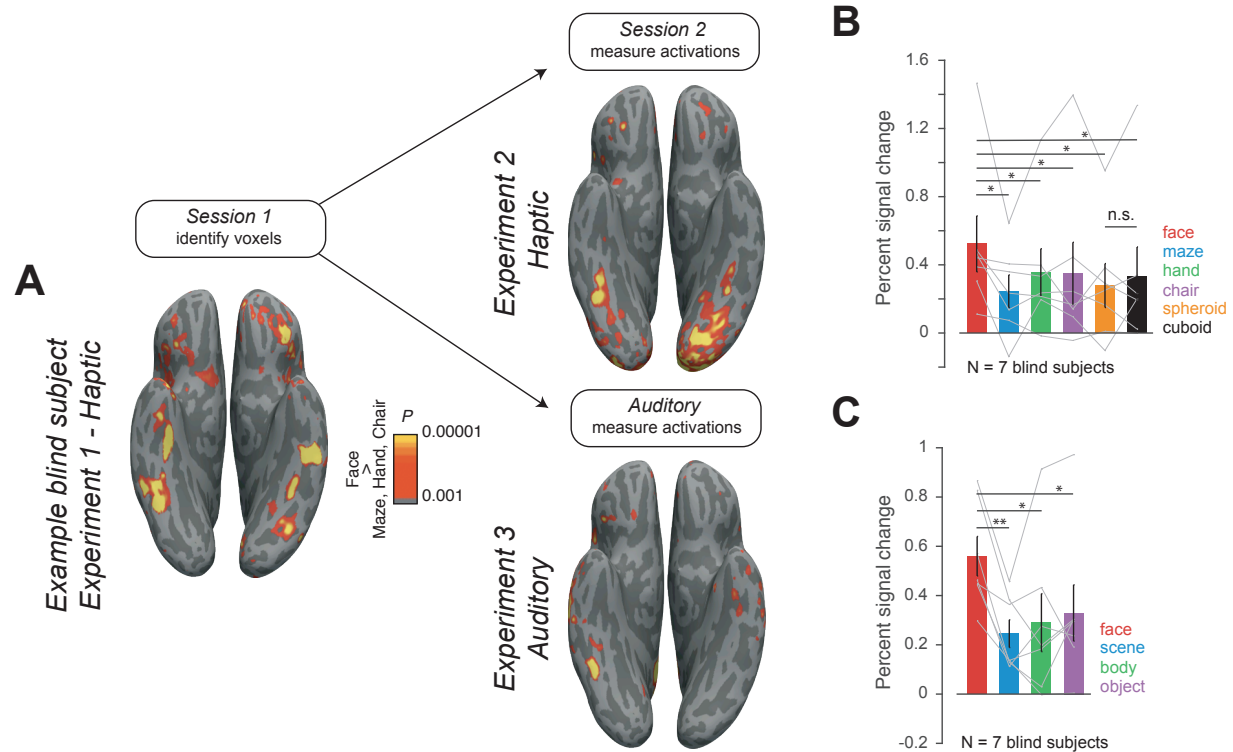 A
Example blind subject
Experiment 1 - Haptic
Session 1
identify voxels
Face
>
Maze, Hand, Chair
P
0.00001
0.001
Session 2
measure activations
Experiment 2
Haptic
Auditory
measure activations
Experiment 3
Auditory
B
Percent signal change
1.6
1.2
0.8
0.4
0
*
*
*
*
*
n.s.
face
maze
hand
chair
spheroid
cuboid
N = 7 blind subjects
C
Percent signal change
1
0.8
0.6
0.4
0.2
0
-0.2
*
*
**
face
scene
body
object
N = 7 blind subjects